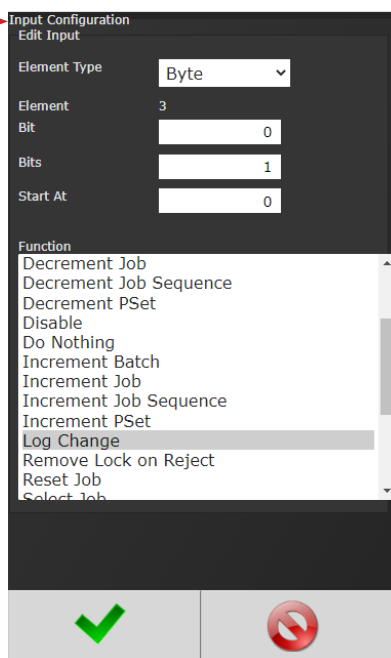 Input Configuration
Edit Input
Element Type Byte
Element 3
Bit 0
Bits 1
Start At 0
Function
Decrement Job
Decrement Job Sequence
Decrement PSet
Disable
Do Nothing
Increment Batch
Increment Job
Increment Job Sequence
Increment PSet
Log Change
Remove Lock on Reject
Reset Job
Select Job